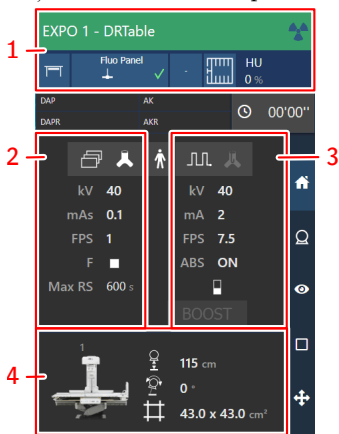 EXPO 1 - DRTable
1
Fluo Panel
HU
0 %
DAP
AK
DAPR
AKR
00'00"
2
3
kV 40
mAs 0.1
FPS 1
F
Max RS 600 s
kV 40
mA 2
FPS 7.5
ABS ON
BOOST
4
1
115 cm
0 °
43.0 x 43.0 cm²